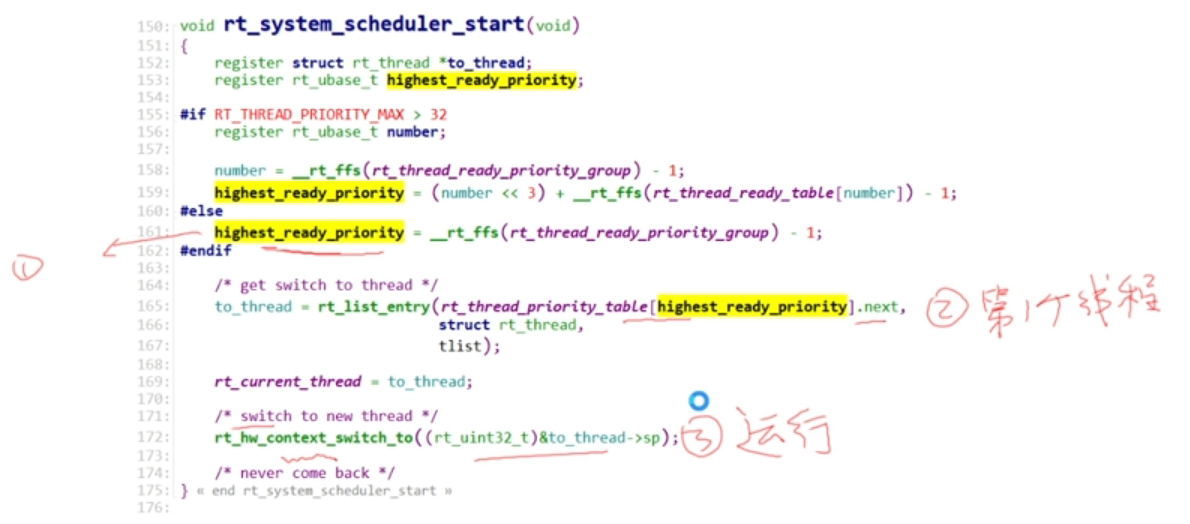 150: void rt_system_scheduler_start(void)
151: {
152: register struct rt_thread *to_thread;
153: register rt_ubase_t highest_ready_priority;
154:
155: #if RT_THREAD_PRIORITY_MAX > 32
156: register rt_ubase_t number;
157:
158: number = __rt_ffs(rt_thread_ready_priority_group) - 1;
159: highest_ready_priority = (number << 3) + __rt_ffs(rt_thread_ready_table[number]) - 1;
160: #else
161: highest_ready_priority = __rt_ffs(rt_thread_ready_priority_group) - 1;
162: #endif
①
163:
164: /* get switch to thread */
165: to_thread = rt_list_entry(rt_thread_priority_table[highest_ready_priority].next, ② 第1个线程
166: struct rt_thread,
167: tlist);
168:
169: rt_current_thread = to_thread;
170:
171: /* switch to new thread */
172: rt_hw_context_switch_to((rt_uint32_t)&to_thread->sp); ③ 运行
173:
174: /* never come back */
175: } « end rt_system_scheduler_start »
176: